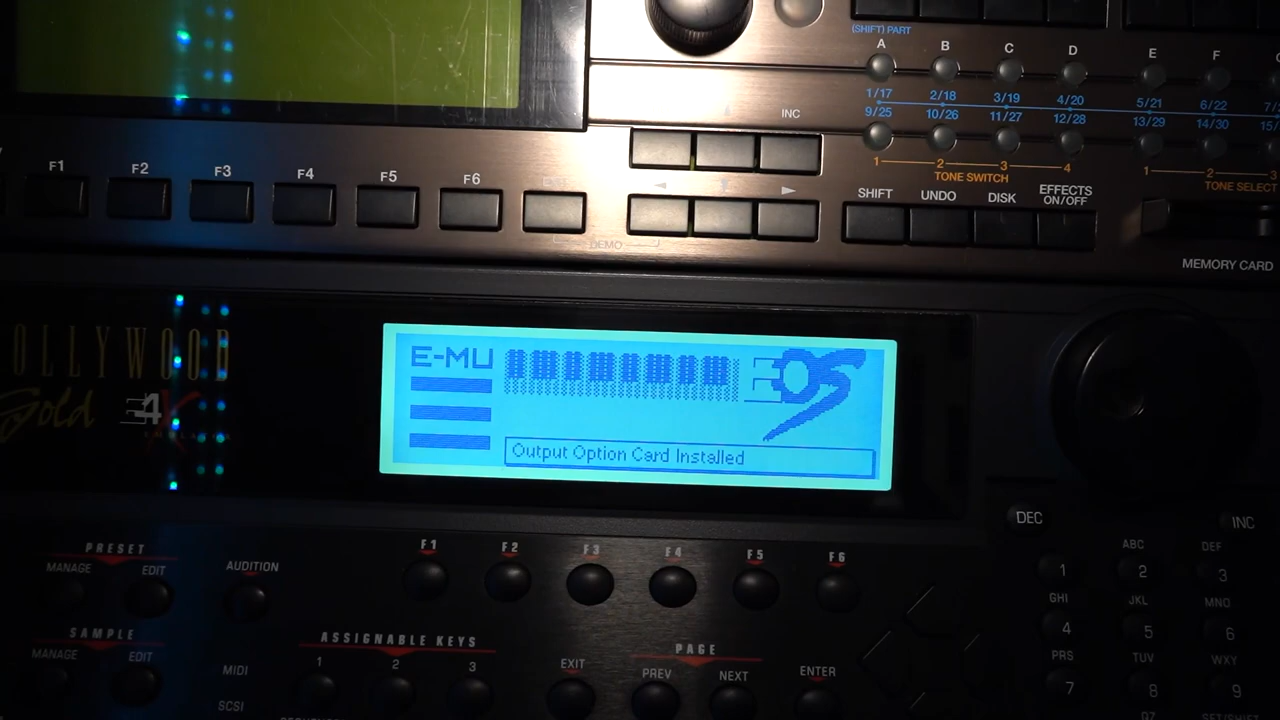 (SHIFT) PART
A B C D E F
1/17 2/18 3/19 4/20 5/21 6/22
9/25 10/26 11/27 12/28 13/29 14/30
1 2 3 4 1 2 3
TONE SWITCH TONE SELECT
INC
F1 F2 F3 F4 F5 F6
SHIFT UNDO DISK EFFECTS ON/OFF
DEMO
MEMORY CARD
OLLYWOOD
Gold E4X
E-MU EOS
Output Option Card Installed
DEC INC
PRESET
MANAGE EDIT AUDITION
F1 F2 F3 F4 F5 F6
SAMPLE
MANAGE EDIT
MIDI
SCSI
ASSIGNABLE KEYS
1 2 3
EXIT
PAGE
PREV NEXT
ENTER
ABC DEF
1 2 3
GHI JKL MNO
4 5 6
PRS TUV WXY
7 8 9